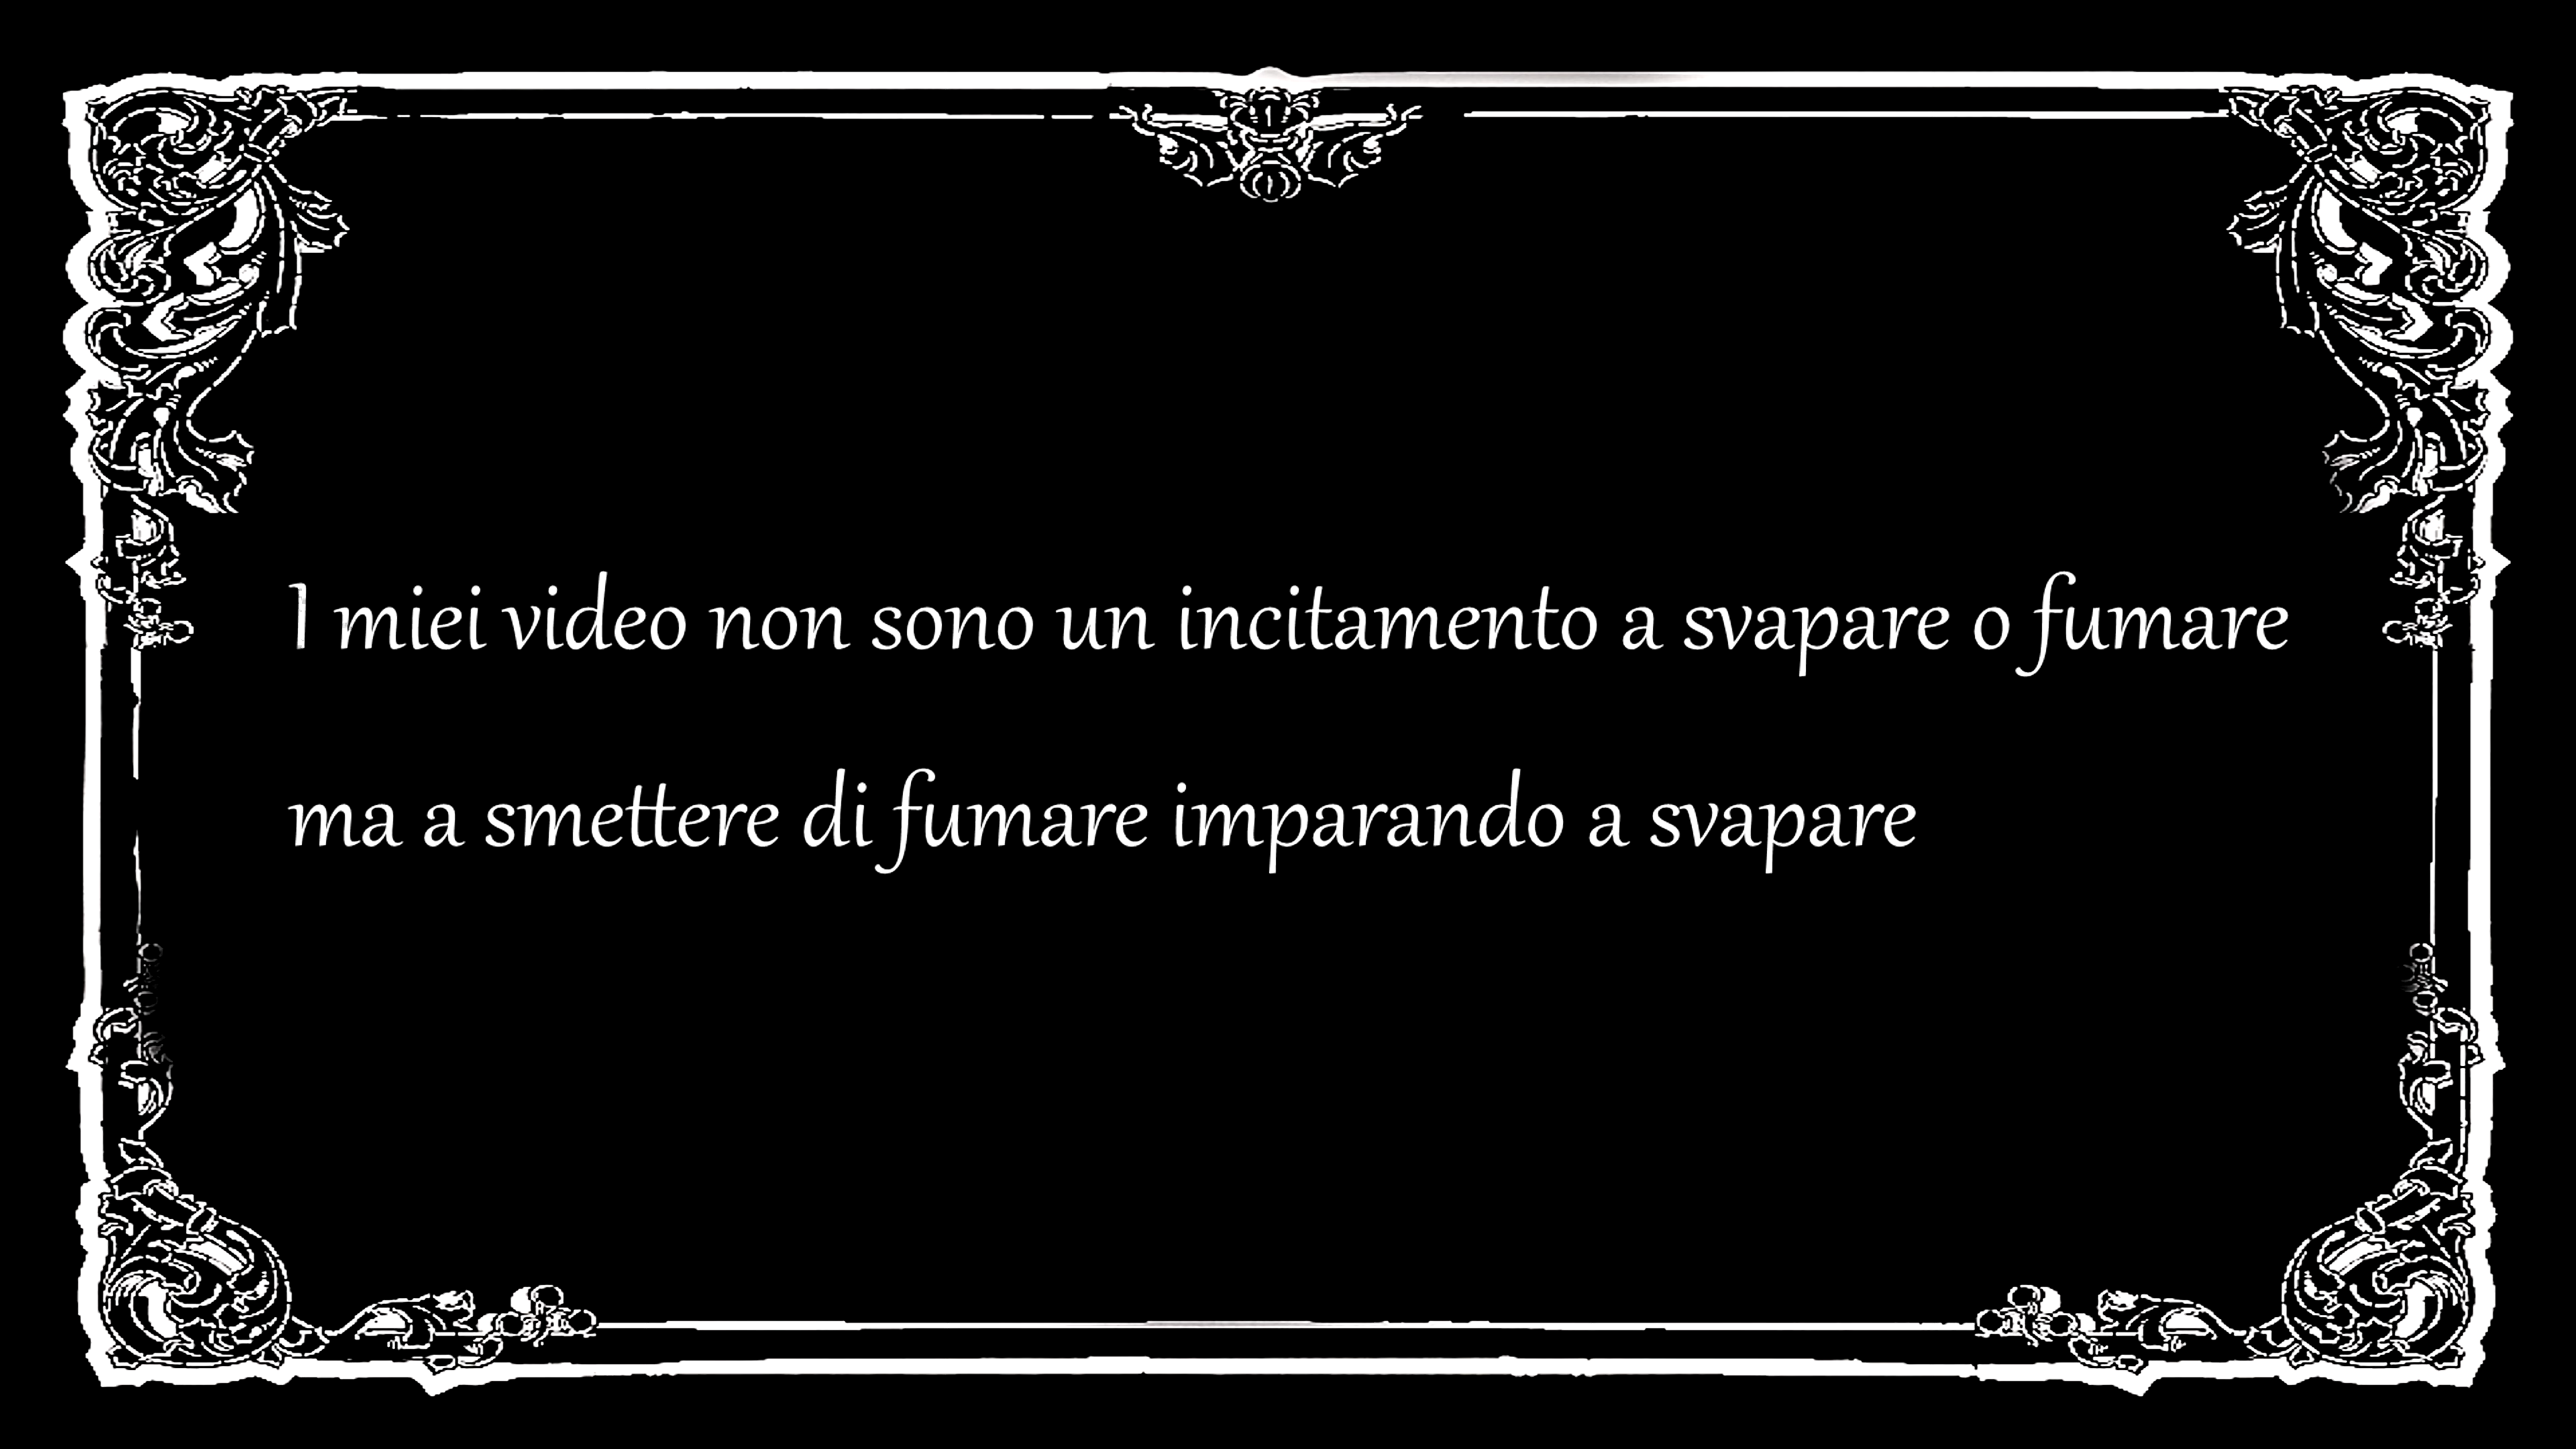 I miei video non sono un incitamento a svapare o fumare
ma a smettere di fumare imparando a svapare